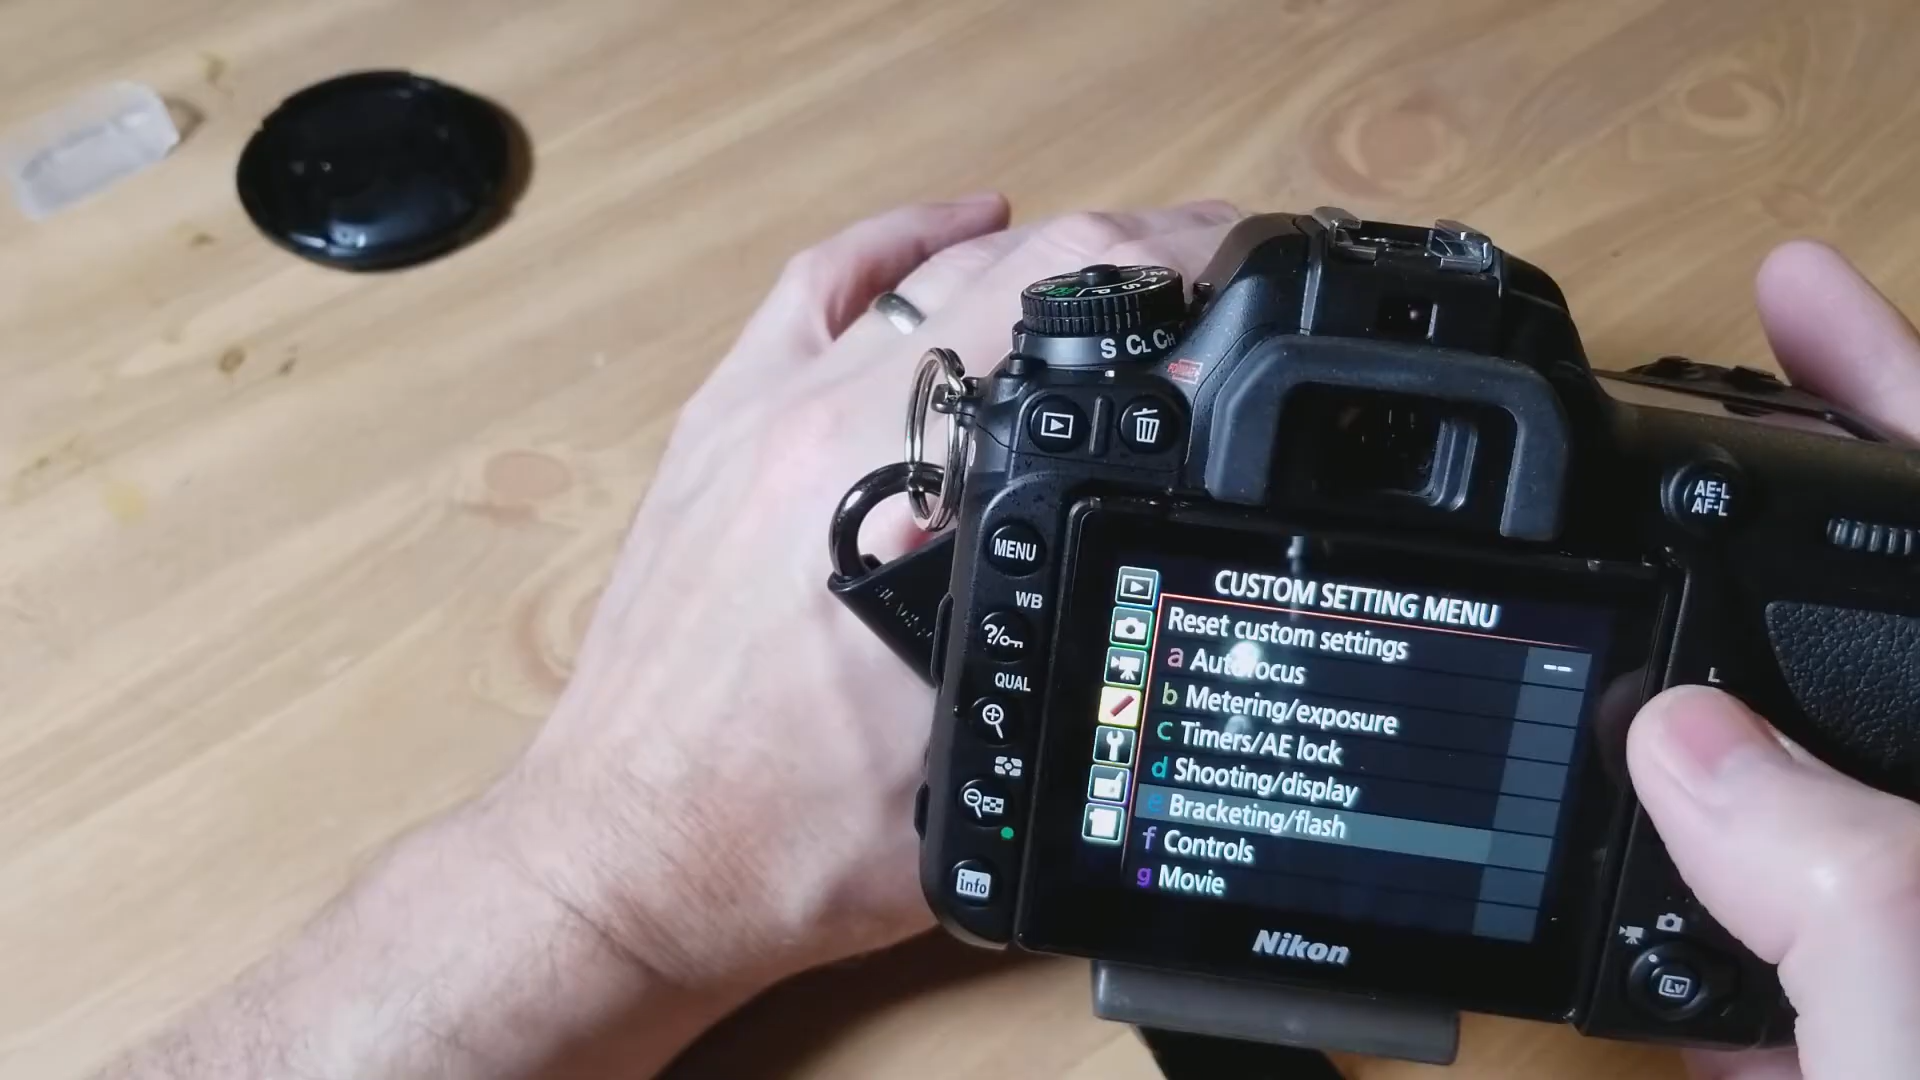 S CL CH
FORMAT
AE-L
AF-L
MENU
WB
?
QUAL
info
L
Lv
CUSTOM SETTING MENU
Reset custom settings
a Autofocus --
b Metering/exposure
c Timers/AE lock
d Shooting/display
e Bracketing/flash
f Controls
g Movie
Nikon